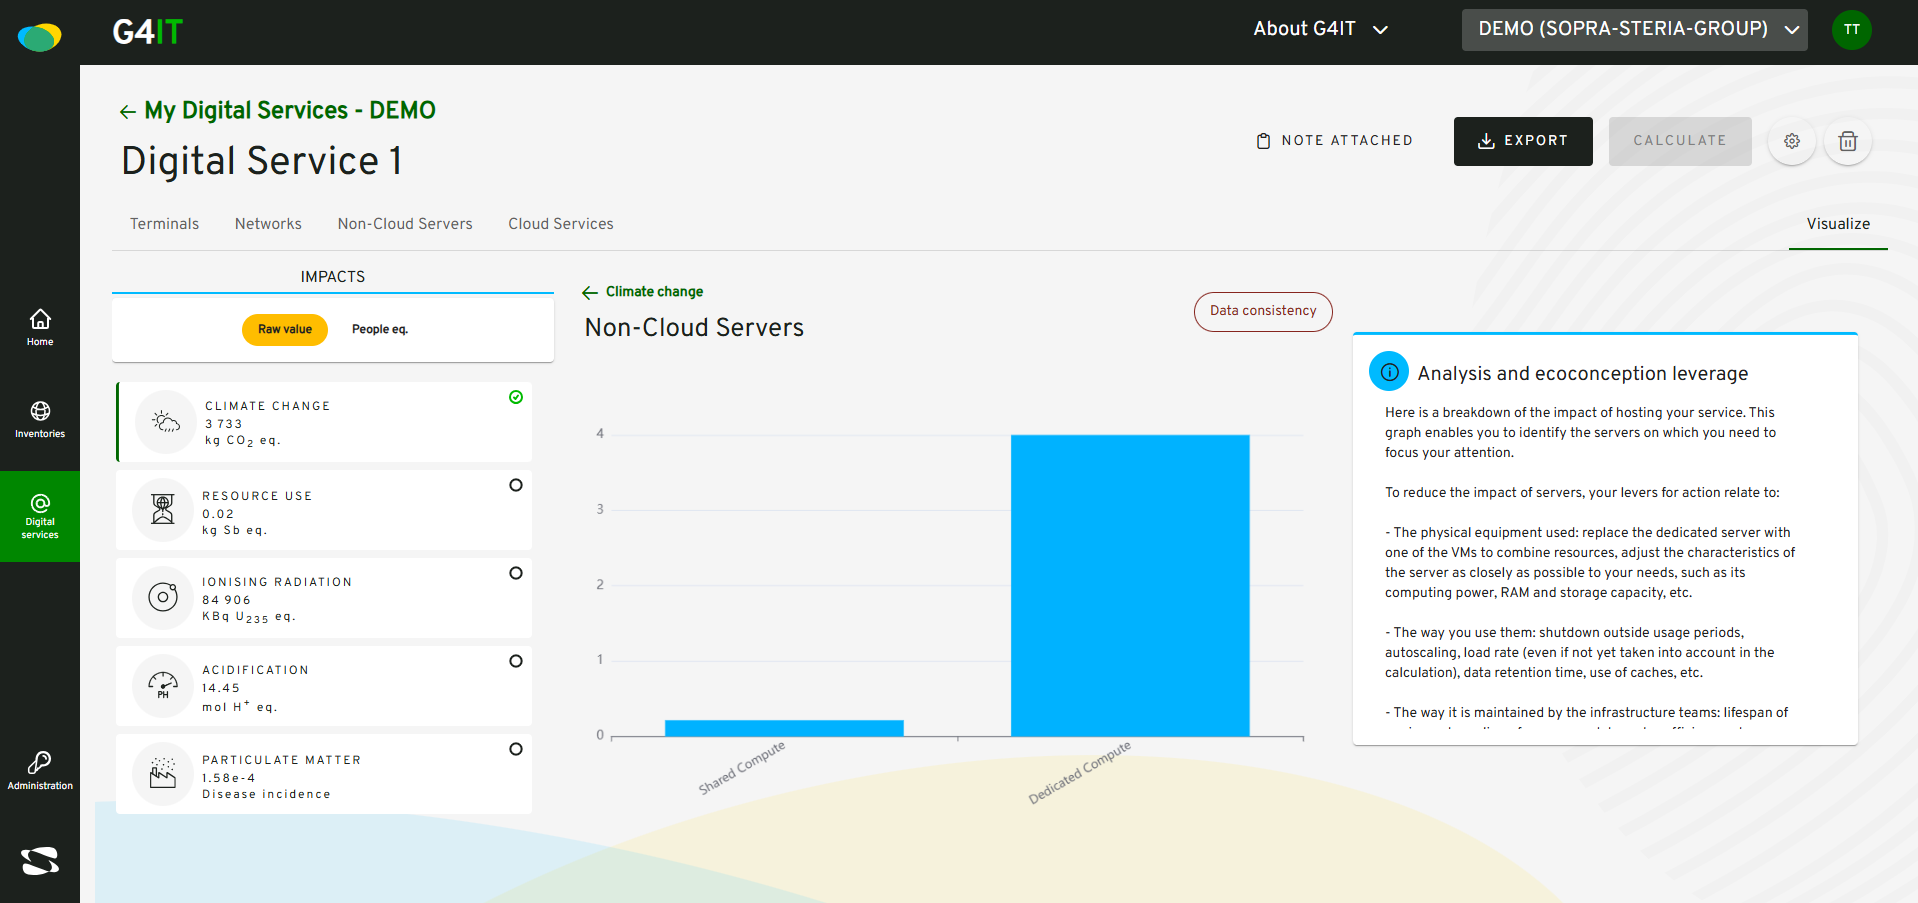 G4IT
About G4IT
DEMO (SOPRA-STERIA-GROUP)
TT
My Digital Services - DEMO
Digital Service 1
NOTE ATTACHED
EXPORT
CALCULATE
Terminals
Networks
Non-Cloud Servers
Cloud Services
Visualize
Home
Inventories
Digital
services
Administration
IMPACTS
Raw value
People eq.
CLIMATE CHANGE
3 733
kg CO₂ eq.
RESOURCE USE
0.02
kg Sb eq.
IONISING RADIATION
84 906
KBq U₂₃₅ eq.
PH
ACIDIFICATION
14.45
mol H⁺ eq.
PARTICULATE MATTER
1.58e-4
Disease incidence
Climate change
Non-Cloud Servers
Data consistency
4
3
2
1
0
Shared Compute
Dedicated Compute
Analysis and ecoconception leverage
Here is a breakdown of the impact of hosting your service. This
graph enables you to identify the servers on which you need to
focus your attention.
To reduce the impact of servers, your levers for action relate to:
- The physical equipment used: replace the dedicated server with
one of the VMs to combine resources, adjust the characteristics of
the server as closely as possible to your needs, such as its
computing power, RAM and storage capacity, etc.
- The way you use them: shutdown outside usage periods,
autoscaling, load rate (even if not yet taken into account in the
calculation), data retention time, use of caches, etc.
- The way it is maintained by the infrastructure teams: lifespan of